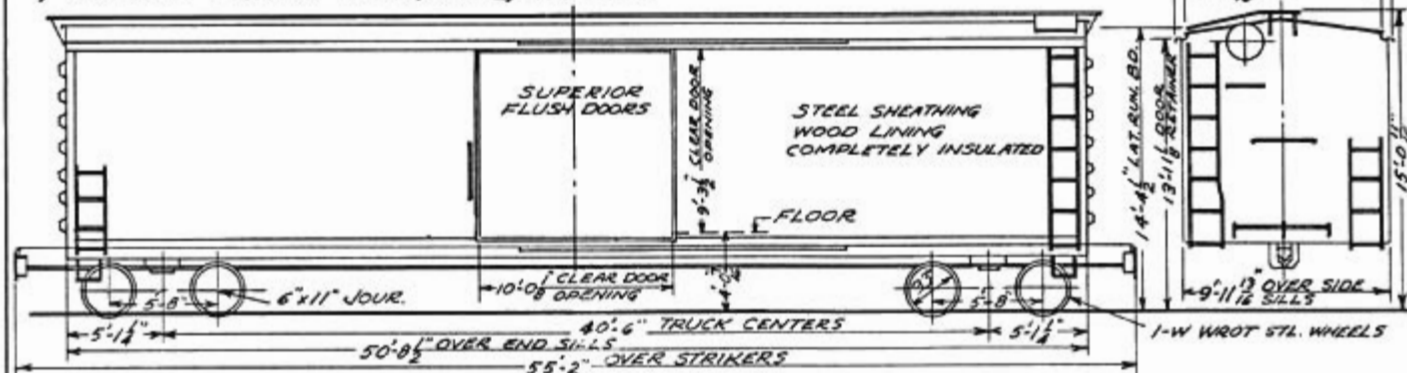 SUPERIOR
FLUSH DOORS
9'-3½" CLEAR DOOR
OPENING
STEEL SHEATHING
WOOD LINING
COMPLETELY INSULATED
FLOOR
14'-4½" LAT. RUN. BD.
13'-11⅛" DOOR
RETAINER
15'-0
10'-0⅛" CLEAR DOOR
OPENING
5'-8"
6"x11" JOUR.
5'-8"
9'-11 13/16" OVER SIDE
SILLS
5'-1¼"
40'-6" TRUCK CENTERS
5'-1¼"
1-W WROT STL. WHEELS
50'-8½" OVER END SILLS
55'-2" OVER STRIKERS